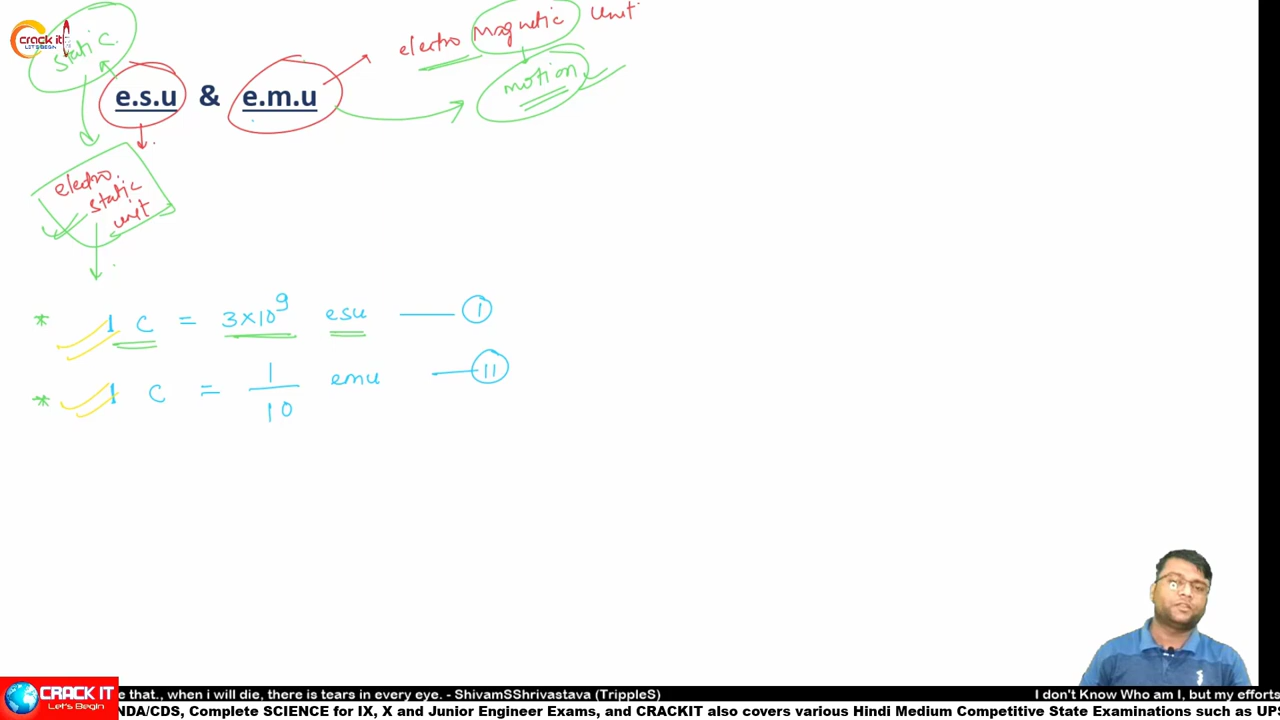 crack it
LET'S BEGIN
static
electro magnetic unit
e.s.u & e.m.u
motion
electro
static
unit
* 1 C = 3×10⁹ esu — I
* 1 C = 1/10 emu — II
e that., when i will die, there is tears in every eye. - ShivamSShrivastava (TrippleS) I don't Know Who am I, but my efforts
CRACK IT
Let's Begin
NDA/CDS, Complete SCIENCE for IX, X and Junior Engineer Exams, and CRACKIT also covers various Hindi Medium Competitive State Examinations such as UPS